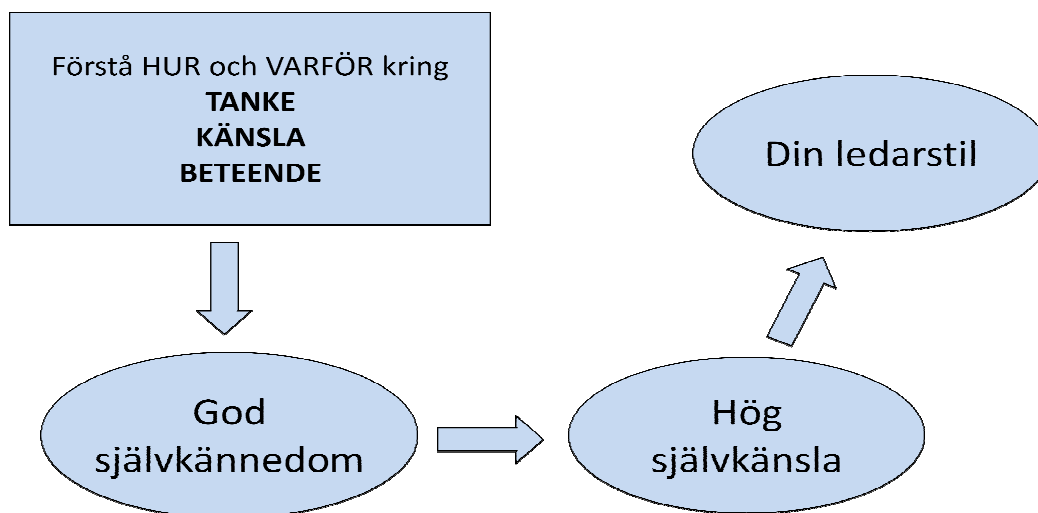 Förstå HUR och VARFÖR kring
TANKE
KÄNSLA
BETEENDE
God
självkännedom
Hög
självkänsla
Din ledarstil